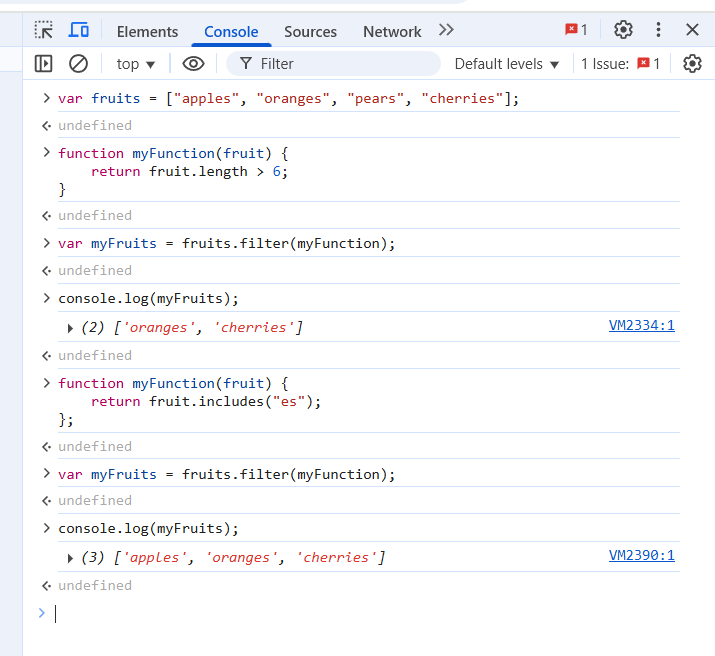 Elements Console Sources Network 1
top Filter Default levels 1 Issue: 1
var fruits = ["apples", "oranges", "pears", "cherries"];
undefined
function myFunction(fruit) {
return fruit.length > 6;
}
undefined
var myFruits = fruits.filter(myFunction);
undefined
console.log(myFruits);
(2) ['oranges', 'cherries'] VM2334:1
undefined
function myFunction(fruit) {
return fruit.includes("es");
};
undefined
var myFruits = fruits.filter(myFunction);
undefined
console.log(myFruits);
(3) ['apples', 'oranges', 'cherries'] VM2390:1
undefined